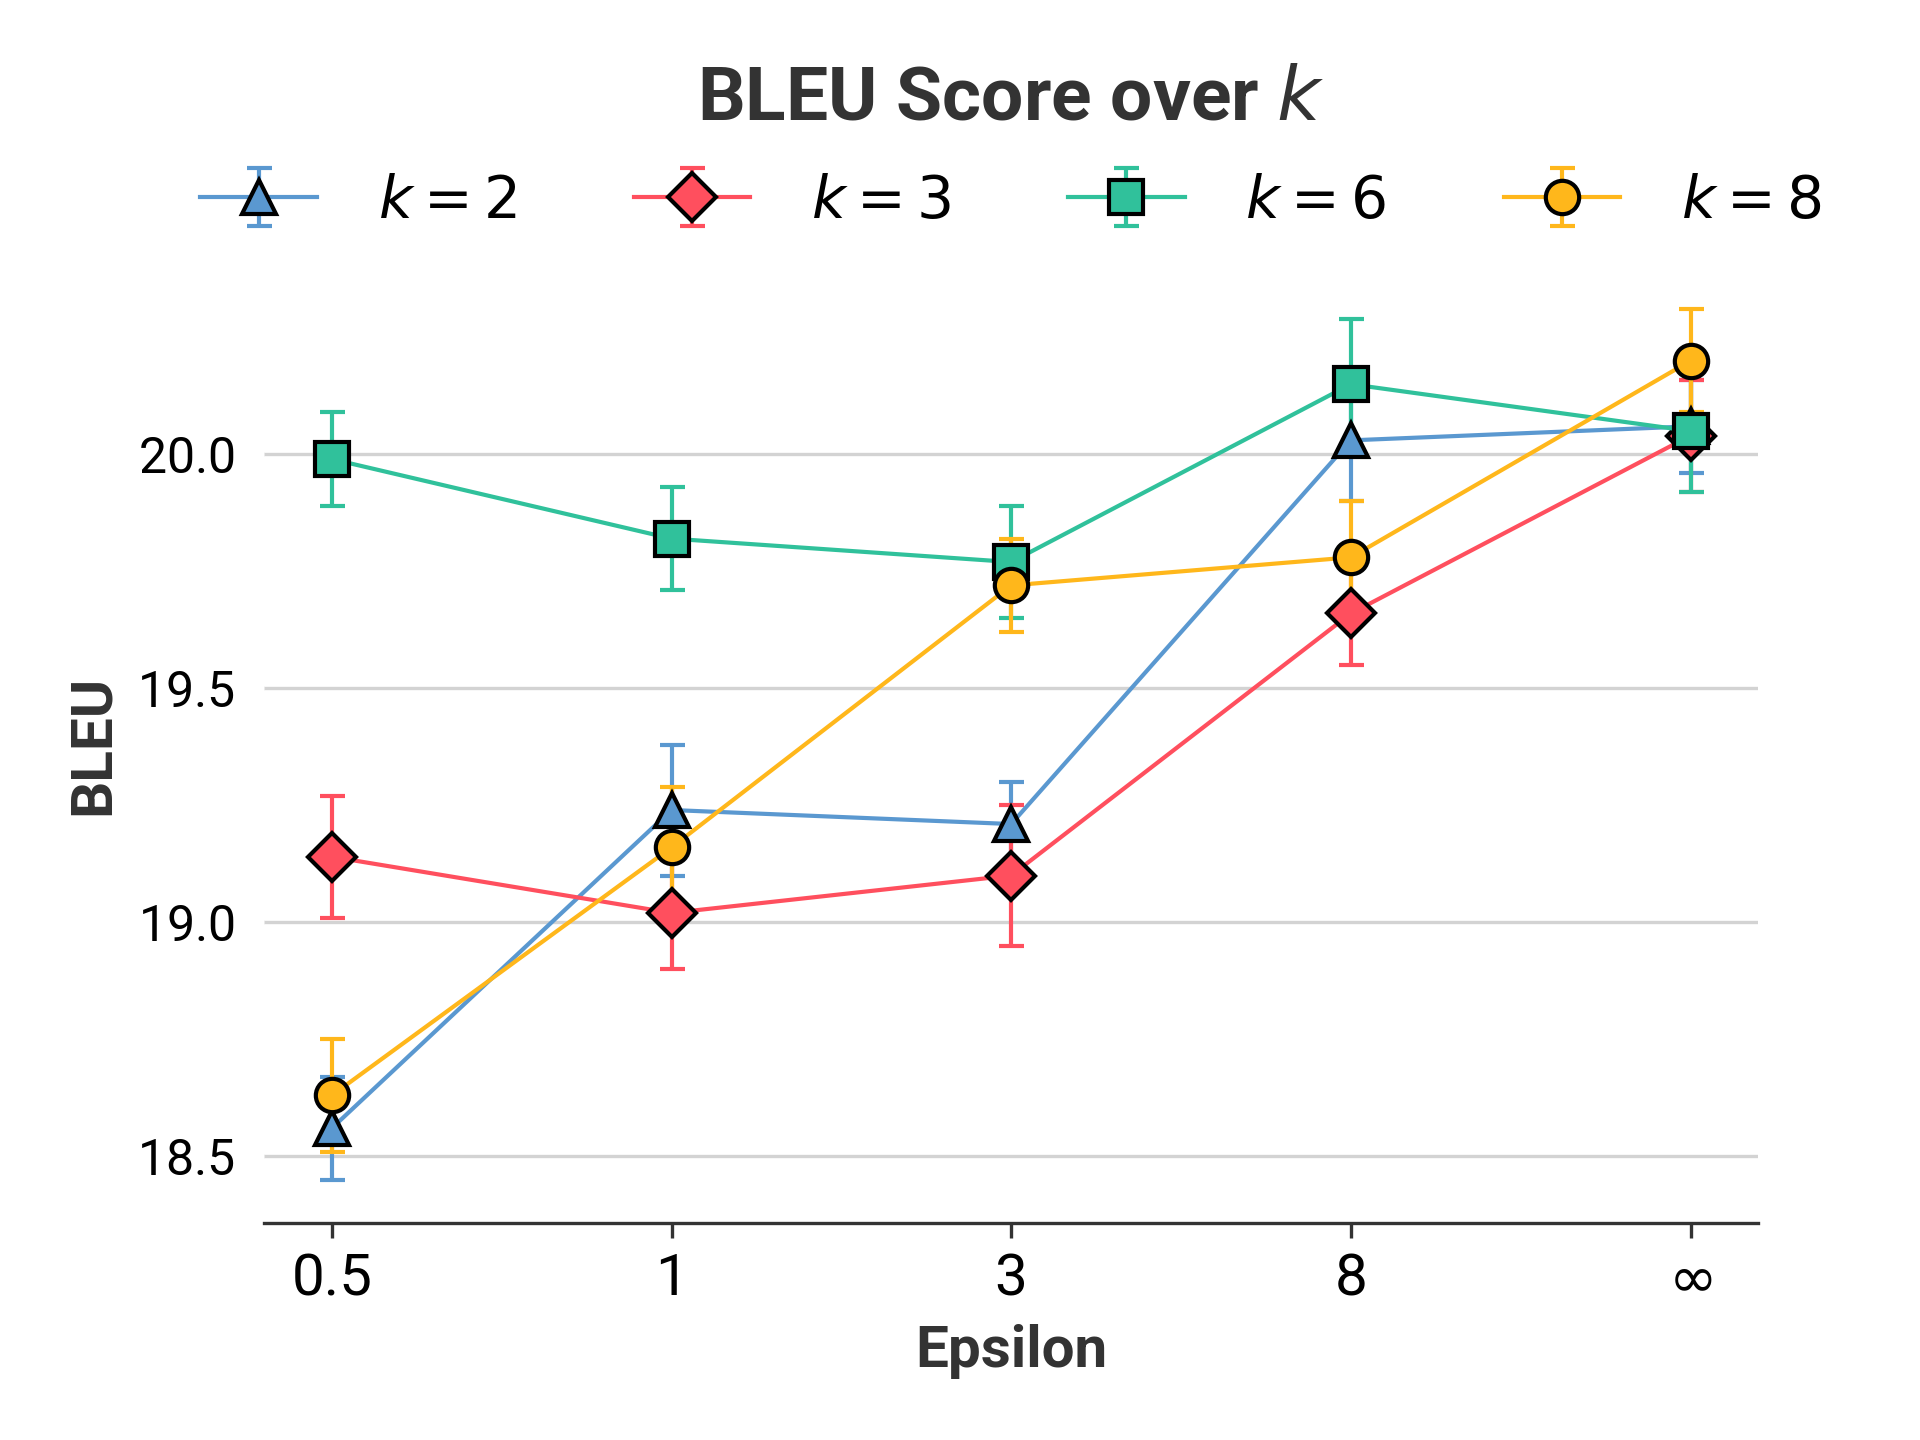 BLEU Score over k
k = 2 k = 3 k = 6 k = 8
20.0
19.5
19.0
18.5
BLEU
0.5 1 3 8 ∞
Epsilon